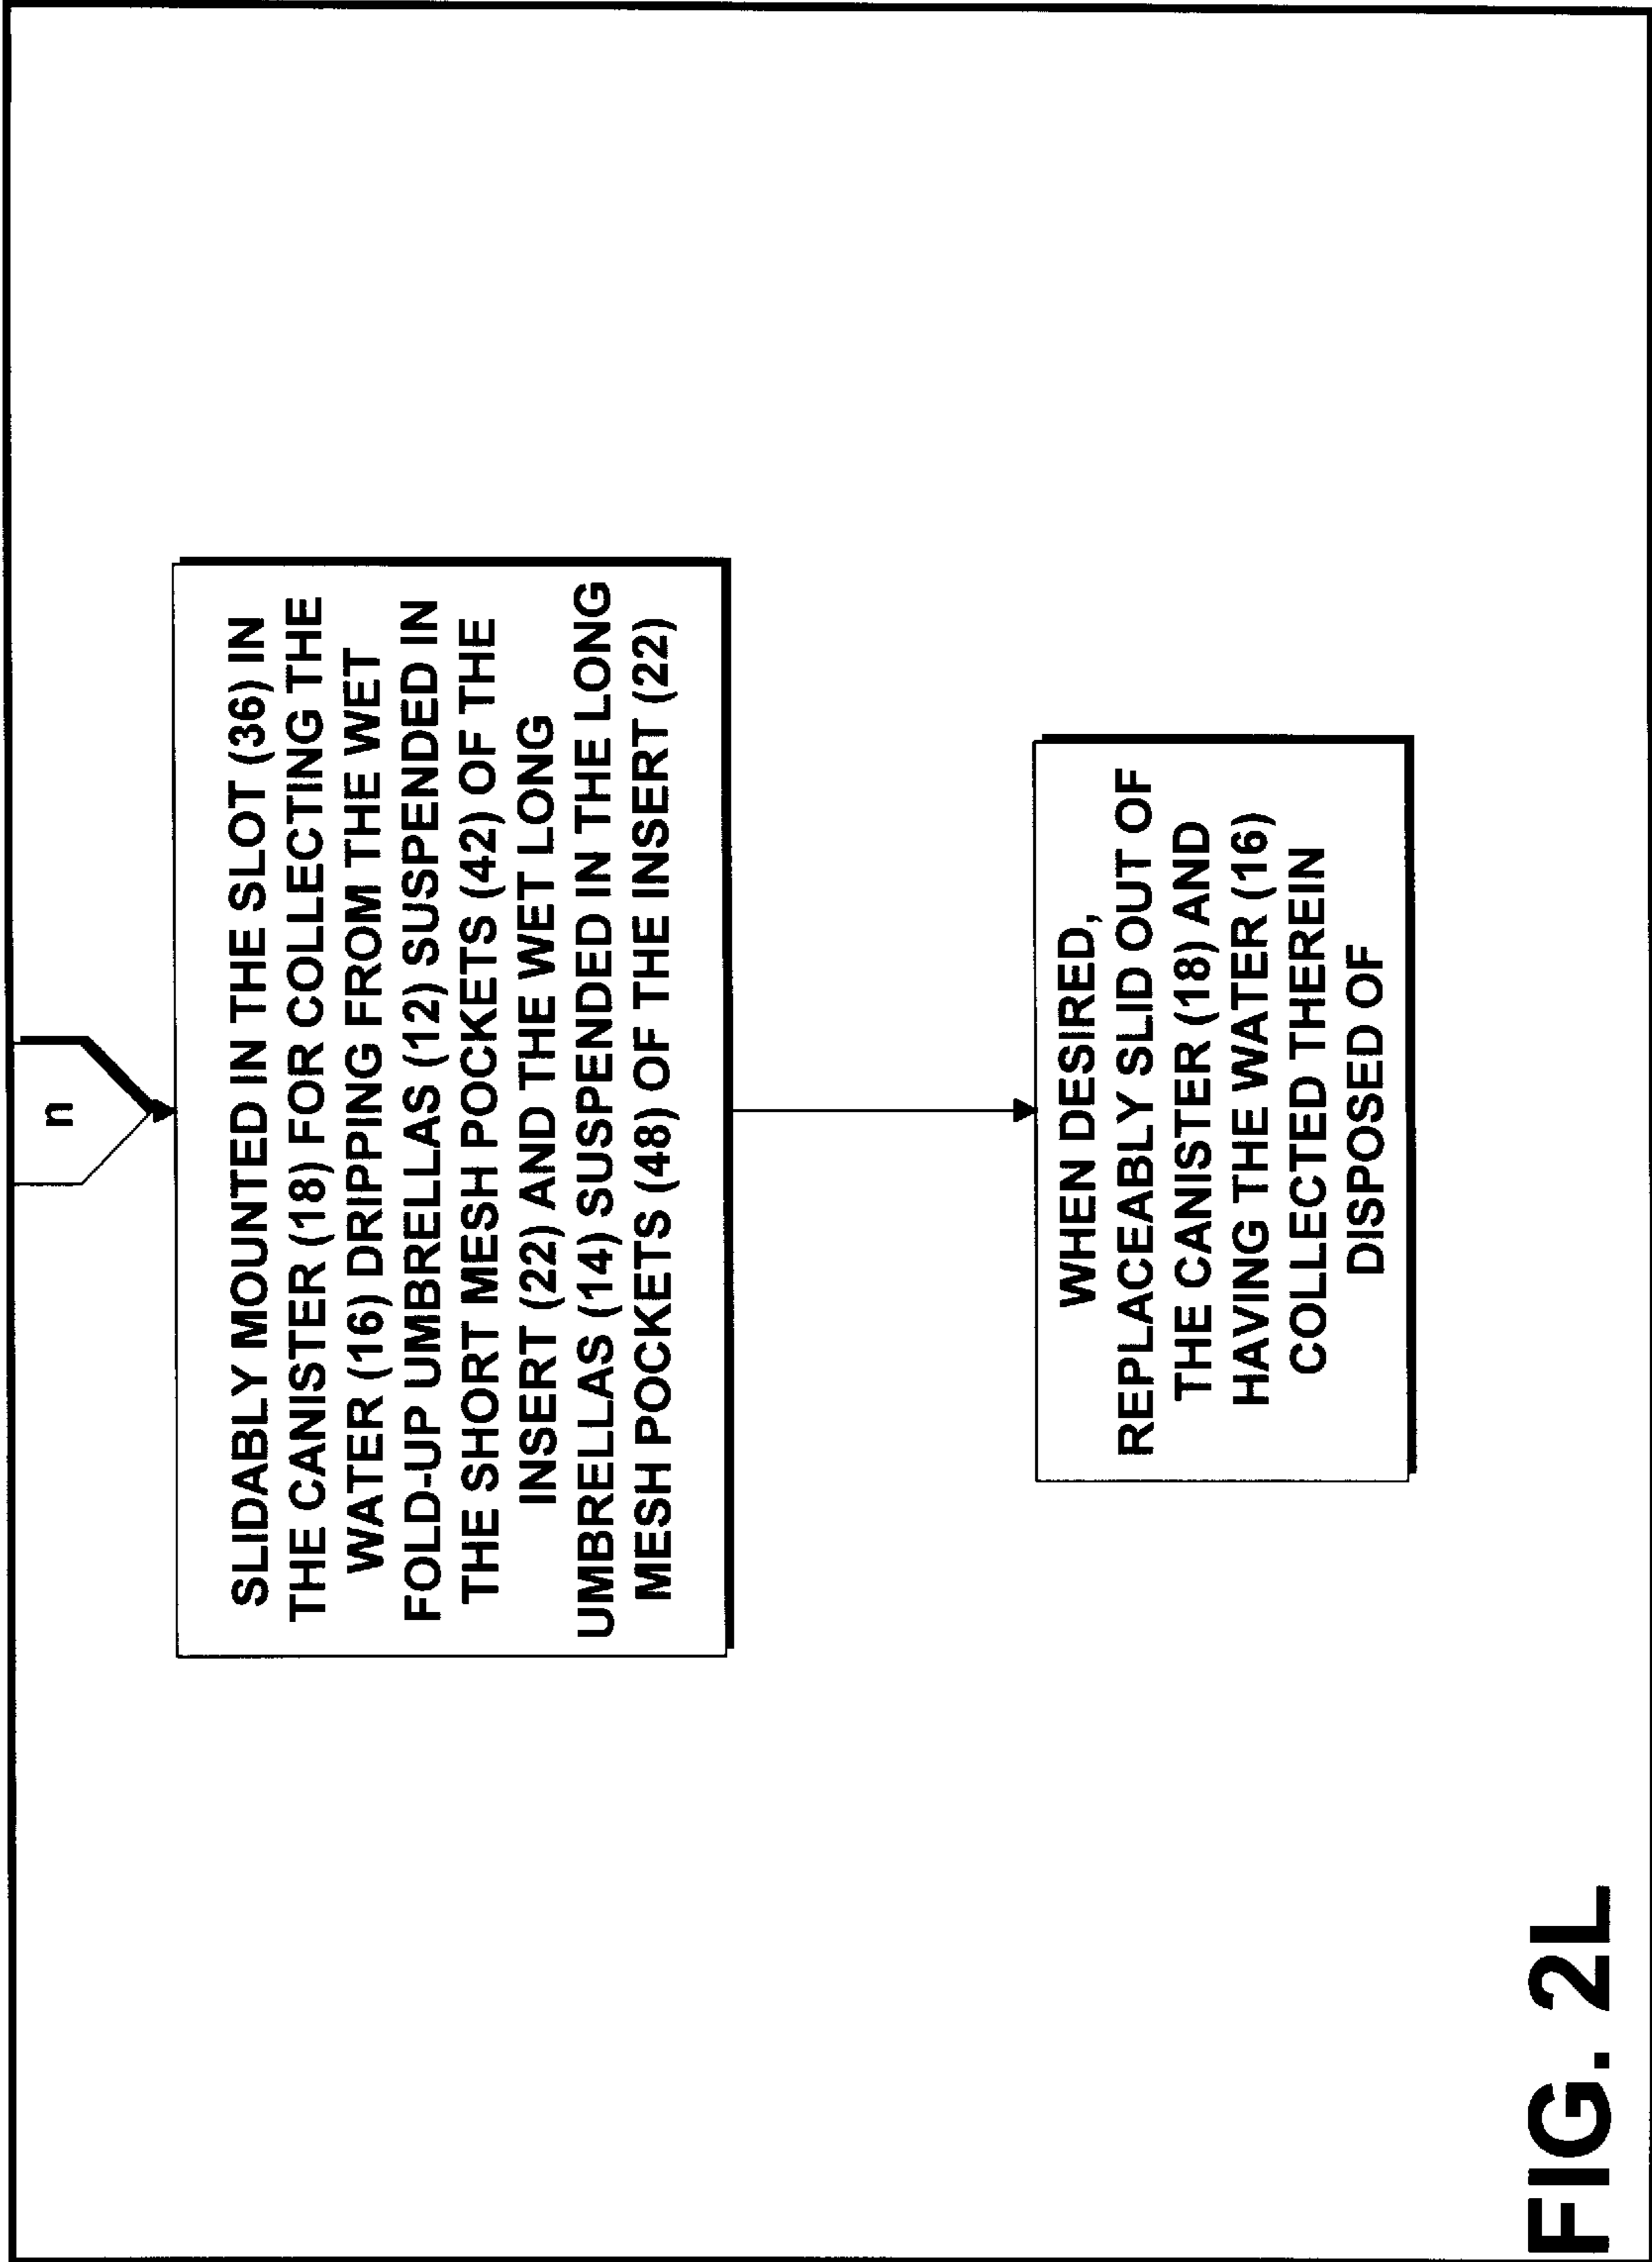 n
SLIDABLY MOUNTED IN THE SLOT (36) IN
THE CANISTER (18) FOR COLLECTING THE
WATER (16) DRIPPING FROM THE WET
FOLD-UP UMBRELLAS (12) SUSPENDED IN
THE SHORT MESH POCKETS (42) OF THE
INSERT (22) AND THE WET LONG
UMBRELLAS (14) SUSPENDED IN THE LONG
MESH POCKETS (48) OF THE INSERT (22)
WHEN DESIRED,
REPLACEABLY SLID OUT OF
THE CANISTER (18) AND
HAVING THE WATER (16)
COLLECTED THEREIN
DISPOSED OF
FIG. 2L